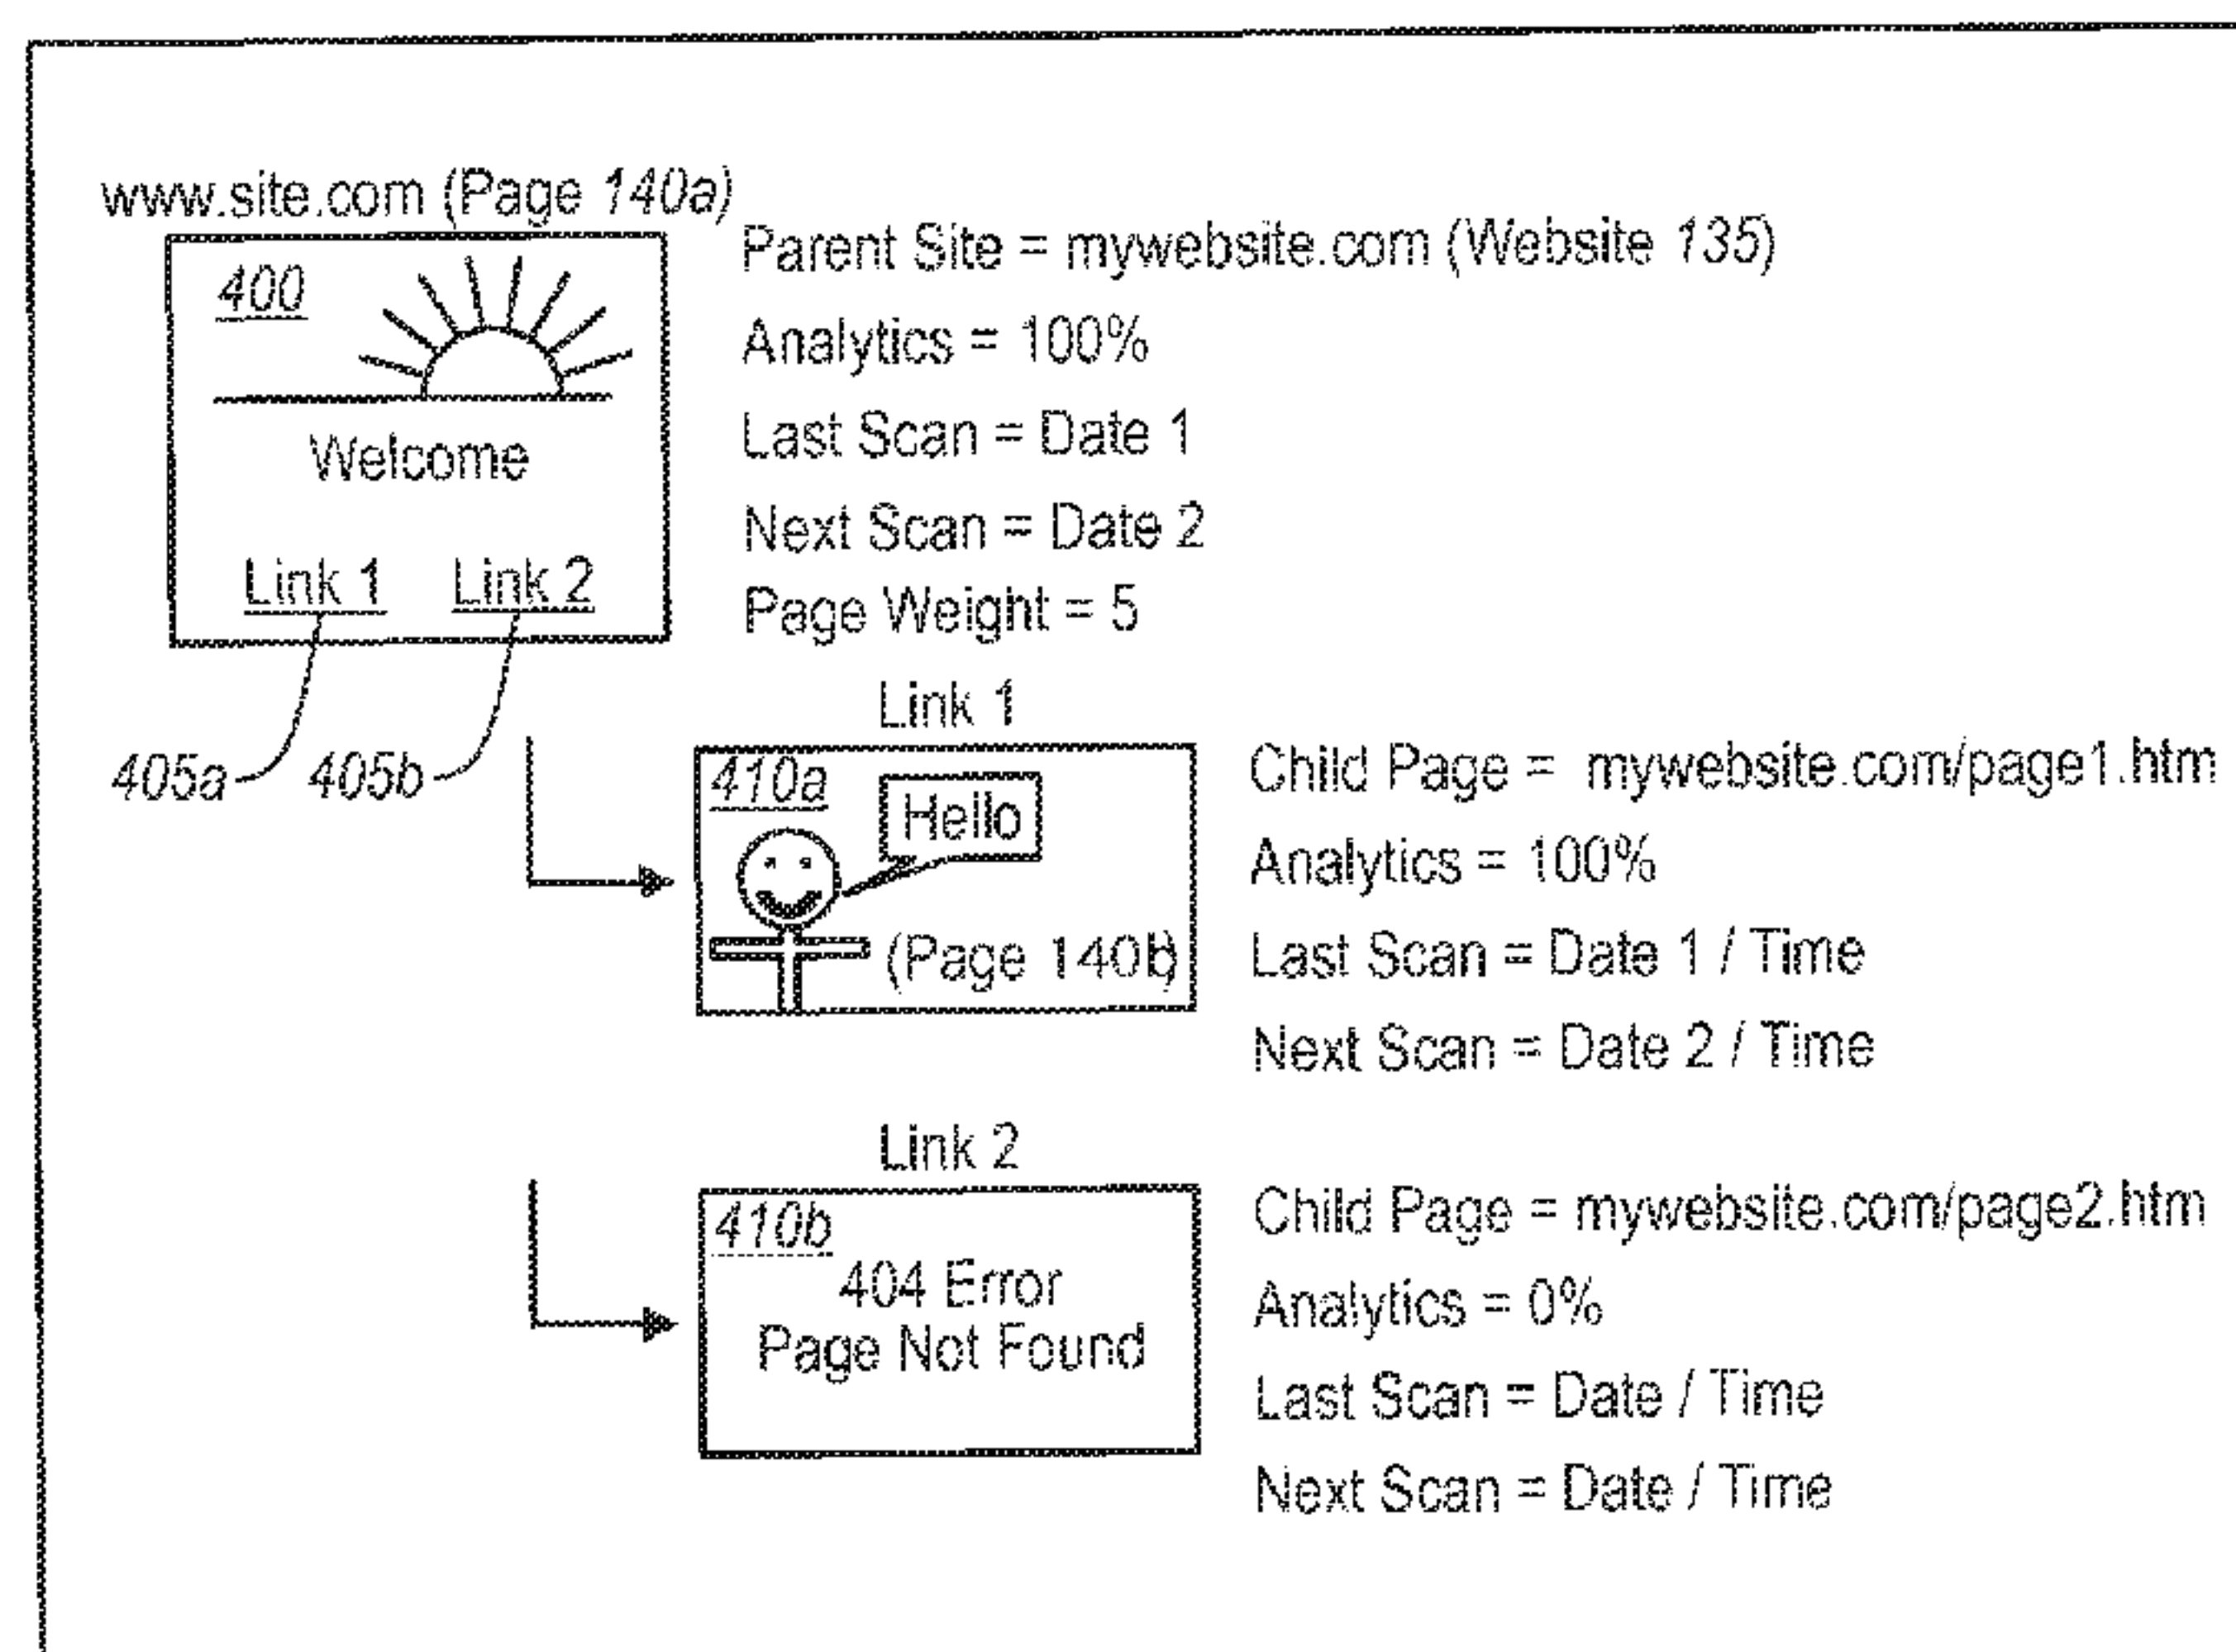 www.site.com (Page 140a)
400
Welcome
Link 1 Link 2
405a 405b
Parent Site = mywebsite.com (Website 135)
Analytics = 100%
Last Scan = Date 1
Next Scan = Date 2
Page Weight = 5
Link 1
410a
Hello
(Page 140b)
Child Page = mywebsite.com/page1.htm
Analytics = 100%
Last Scan = Date 1 / Time
Next Scan = Date 2 / Time
Link 2
410b
404 Error
Page Not Found
Child Page = mywebsite.com/page2.htm
Analytics = 0%
Last Scan = Date / Time
Next Scan = Date / Time